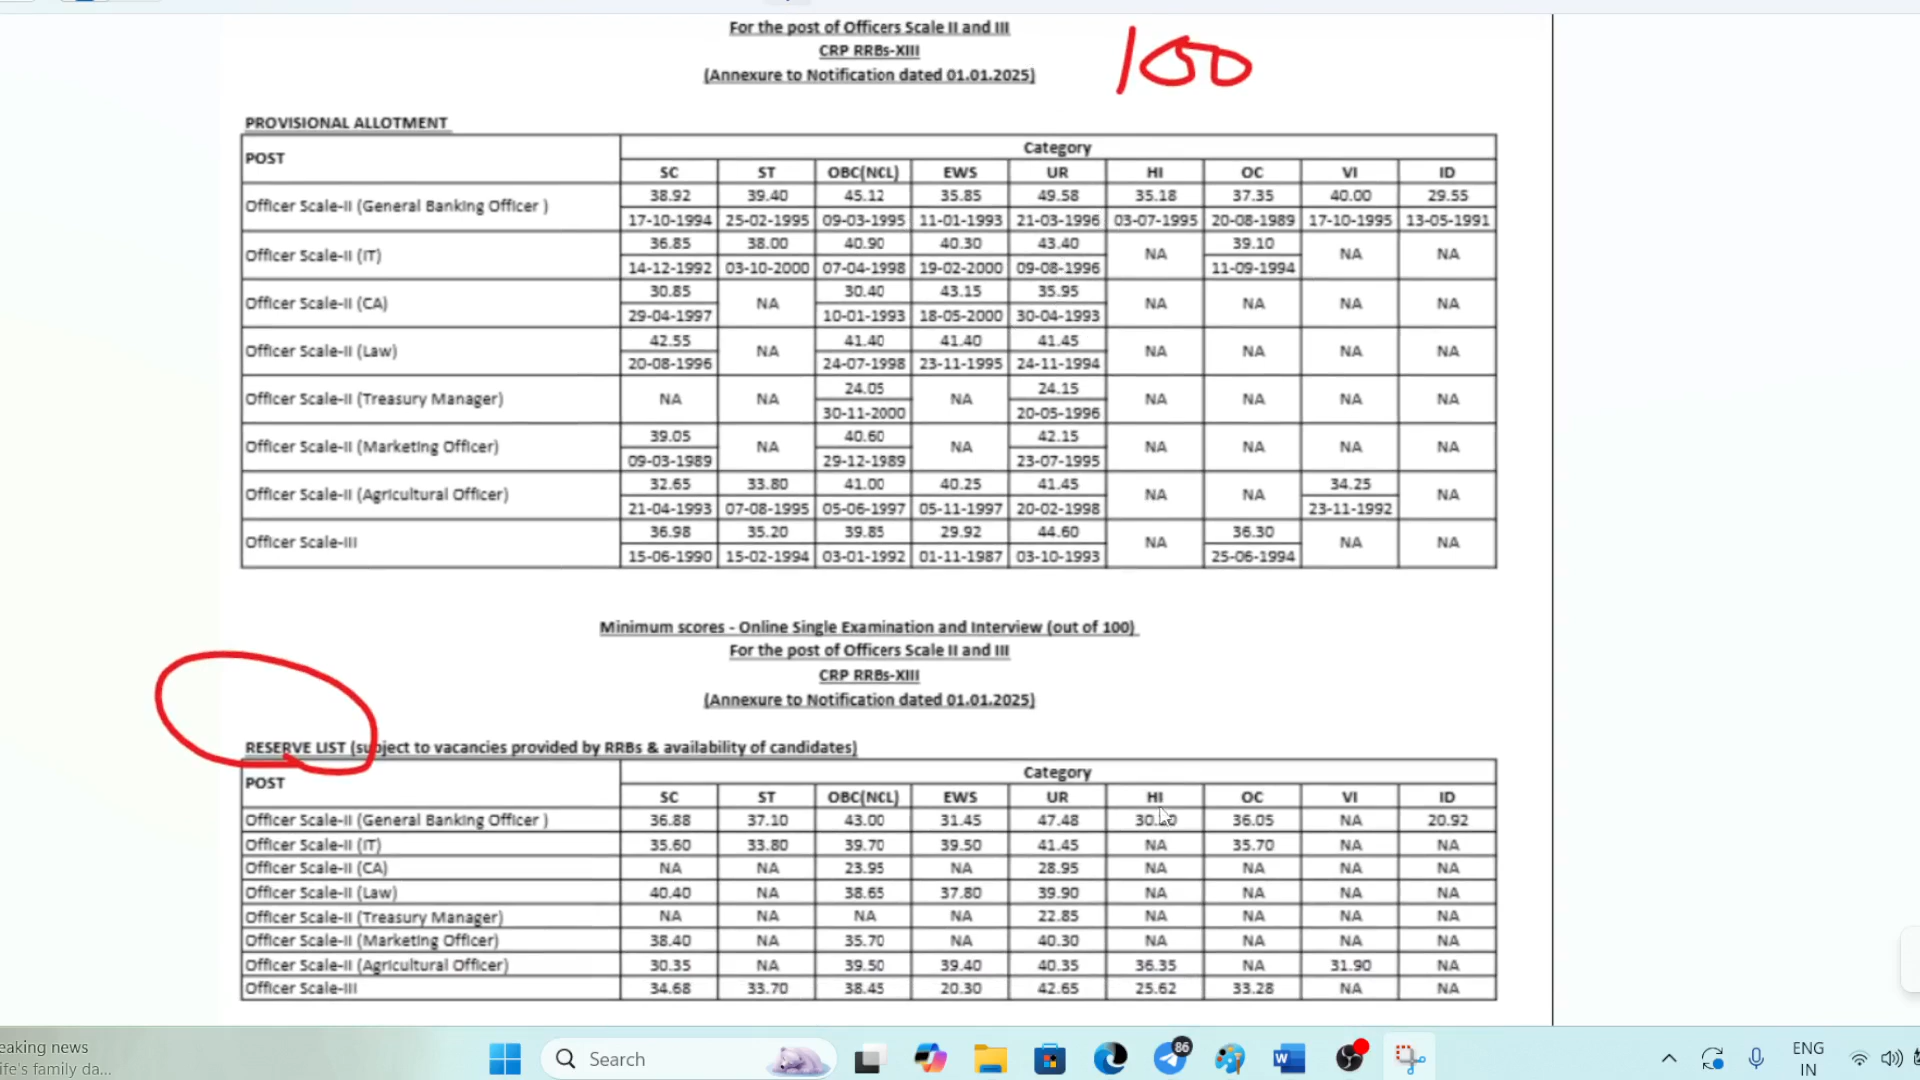 For the post of Officers Scale II and III
CRP RRBs-XIII
(Annexure to Notification dated 01.01.2025)
100
PROVISIONAL ALLOTMENT
POST Category
SC ST OBC(NCL) EWS UR HI OC VI ID
Officer Scale-II (General Banking Officer ) 38.92 39.40 45.12 35.85 49.58 35.18 37.35 40.00 29.55
17-10-1994 25-02-1995 09-03-1995 11-01-1993 21-03-1996 03-07-1995 20-08-1989 17-10-1995 13-05-1991
Officer Scale-II (IT) 36.85 38.00 40.90 40.30 43.40 NA 39.10 NA NA
14-12-1992 03-10-2000 07-04-1998 19-02-2000 09-08-1996 11-09-1994
Officer Scale-II (CA) 30.85 NA 30.40 43.15 35.95 NA NA NA NA
29-04-1997 10-01-1993 18-05-2000 30-04-1993
Officer Scale-II (Law) 42.55 NA 41.40 41.40 41.45 NA NA NA NA
20-08-1996 24-07-1998 23-11-1995 24-11-1994
Officer Scale-II (Treasury Manager) NA NA 24.05 NA 24.15 NA NA NA NA
30-11-2000 20-05-1996
Officer Scale-II (Marketing Officer) 39.05 NA 40.60 NA 42.15 NA NA NA NA
09-03-1989 29-12-1989 23-07-1995
Officer Scale-II (Agricultural Officer) 32.65 33.80 41.00 40.25 41.45 NA NA 34.25 NA
21-04-1993 07-08-1995 05-06-1997 05-11-1997 20-02-1998 23-11-1992
Officer Scale-III 36.98 35.20 39.85 29.92 44.60 NA 36.30 NA NA
15-06-1990 15-02-1994 03-01-1992 01-11-1987 03-10-1993 25-06-1994
Minimum scores - Online Single Examination and Interview (out of 100)
For the post of Officers Scale II and III
CRP RRBs-XIII
(Annexure to Notification dated 01.01.2025)
RESERVE LIST (subject to vacancies provided by RRBs & availability of candidates)
POST Category
SC ST OBC(NCL) EWS UR HI OC VI ID
Officer Scale-II (General Banking Officer ) 36.88 37.10 43.00 31.45 47.48 36.05 NA 20.92
Officer Scale-II (IT) 35.60 33.80 39.70 39.50 41.45 NA 35.70 NA NA
Officer Scale-II (CA) NA NA 23.95 NA 28.95 NA NA NA NA
Officer Scale-II (Law) 40.40 NA 38.65 37.80 39.90 NA NA NA NA
Officer Scale-II (Treasury Manager) NA NA NA NA 22.85 NA NA NA NA
Officer Scale-II (Marketing Officer) 38.40 NA 35.70 NA 40.30 NA NA NA NA
Officer Scale-II (Agricultural Officer) 30.35 NA 39.50 39.40 40.35 36.35 NA 31.90 NA
Officer Scale-III 34.68 33.70 38.45 20.30 42.65 25.62 33.28 NA NA
eaking news
ife's family da...
Search
86
W
ENG
IN